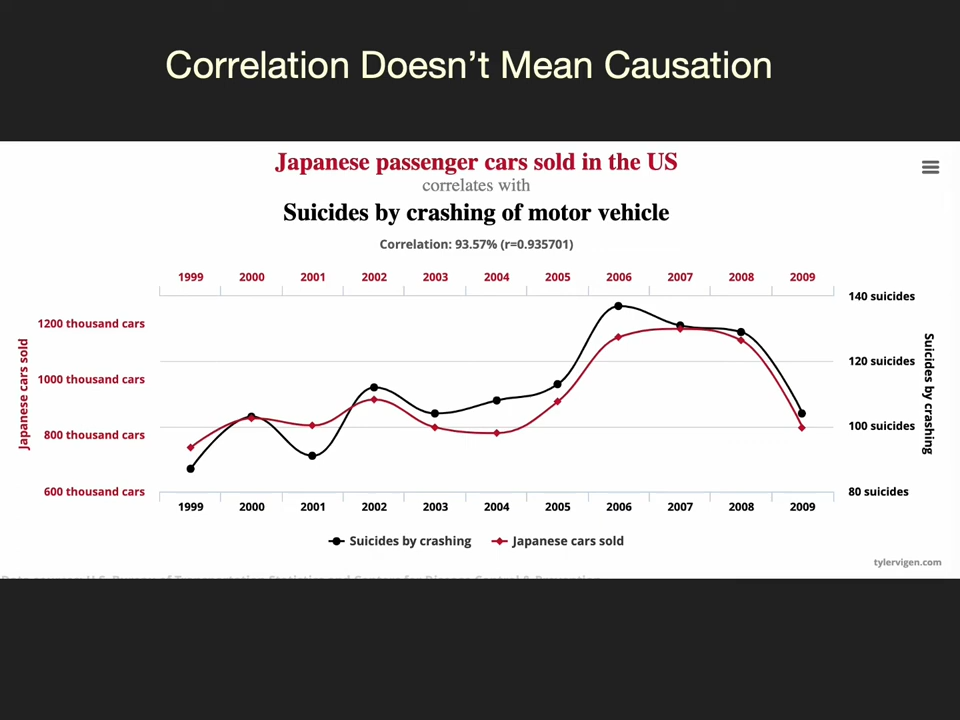 Correlation Doesn't Mean Causation
Japanese passenger cars sold in the US
correlates with
Suicides by crashing of motor vehicle
Correlation: 93.57% (r=0.935701)
1999 2000 2001 2002 2003 2004 2005 2006 2007 2008 2009
140 suicides
1200 thousand cars
120 suicides
1000 thousand cars
100 suicides
800 thousand cars
600 thousand cars
80 suicides
Japanese cars sold
Suicides by crashing
1999 2000 2001 2002 2003 2004 2005 2006 2007 2008 2009
Suicides by crashing Japanese cars sold
tylervigen.com